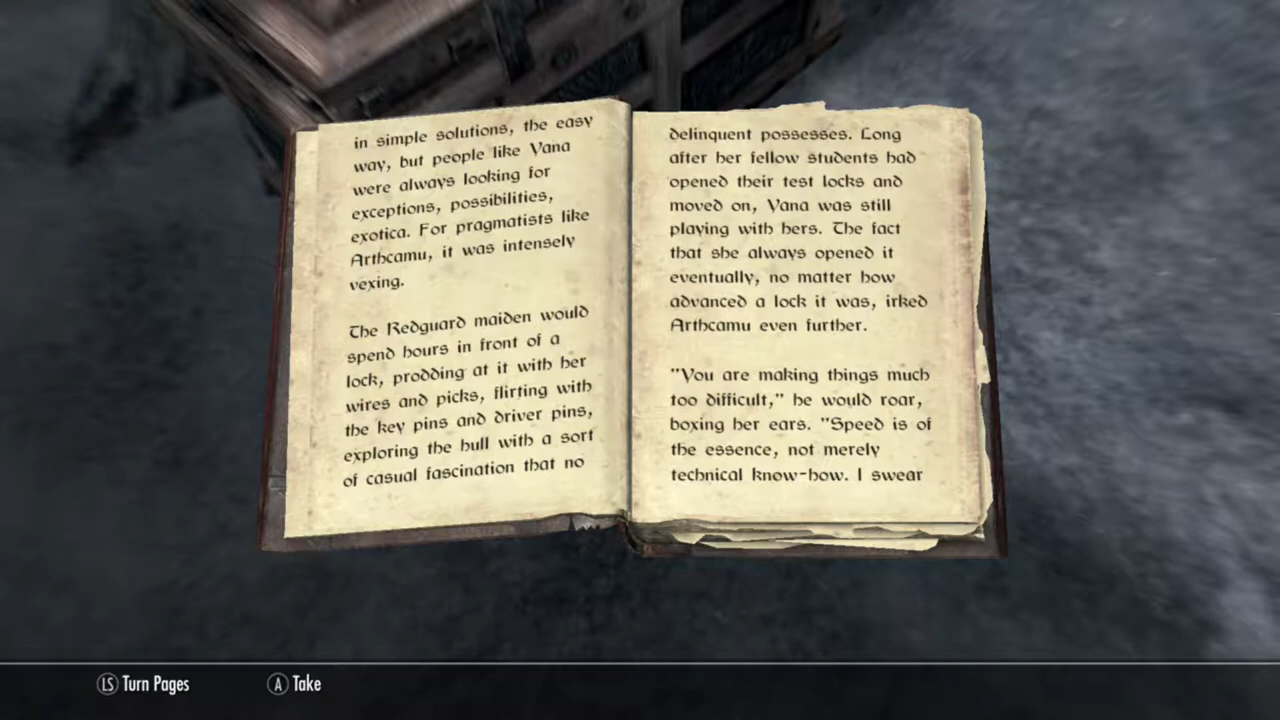 in simple solutions, the easy
way, but people like Vana
were always looking for
exceptions, possibilities,
exotica. For pragmatists like
Arthcamu, it was intensely
vexing.
The Redguard maiden would
spend hours in front of a
lock, prodding at it with her
wires and picks, flirting with
the key pins and driver pins,
exploring the hull with a sort
of casual fascination that no
delinquent possesses. Long
after her fellow students had
opened their test locks and
moved on, Vana was still
playing with hers. The fact
that she always opened it
eventually, no matter how
advanced a lock it was, irked
Arthcamu even further.
"You are making things much
too difficult," he would roar,
boxing her ears. "Speed is of
the essence, not merely
technical know-how. I swear
LS Turn Pages
A Take